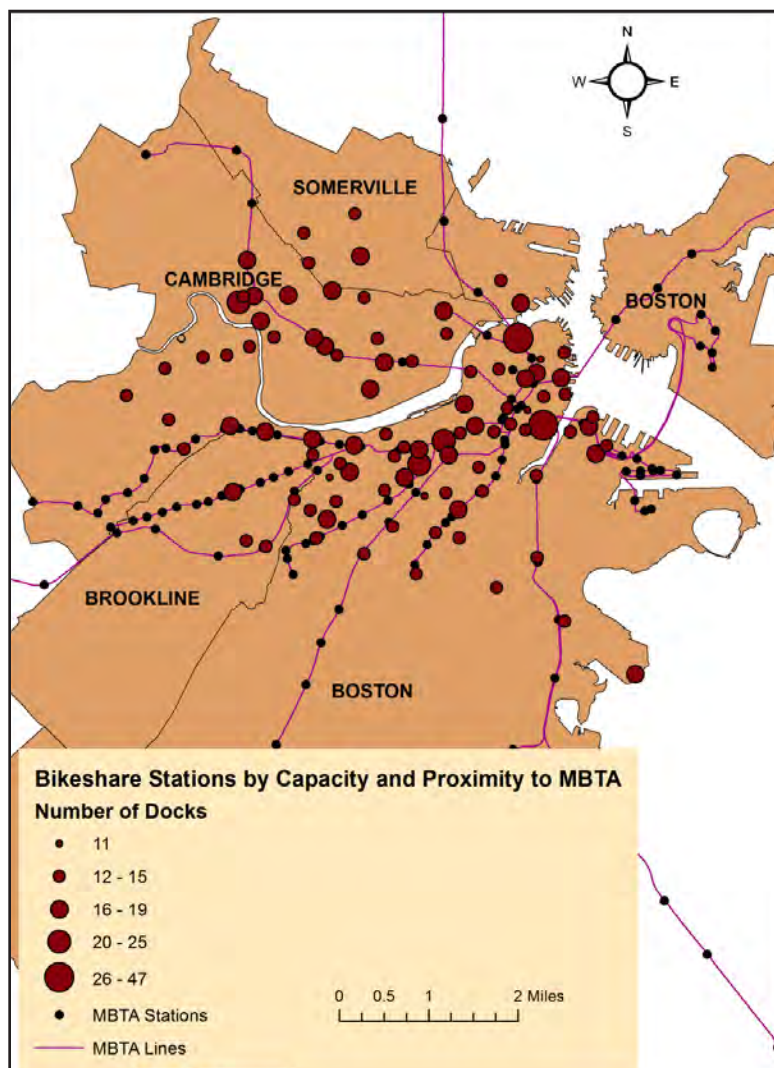 N
W E
S
SOMERVILLE
CAMBRIDGE
BOSTON
BROOKLINE
BOSTON
Bikeshare Stations by Capacity and Proximity to MBTA
Number of Docks
11
12 - 15
16 - 19
20 - 25
26 - 47
MBTA Stations
MBTA Lines
0 0.5 1 2 Miles